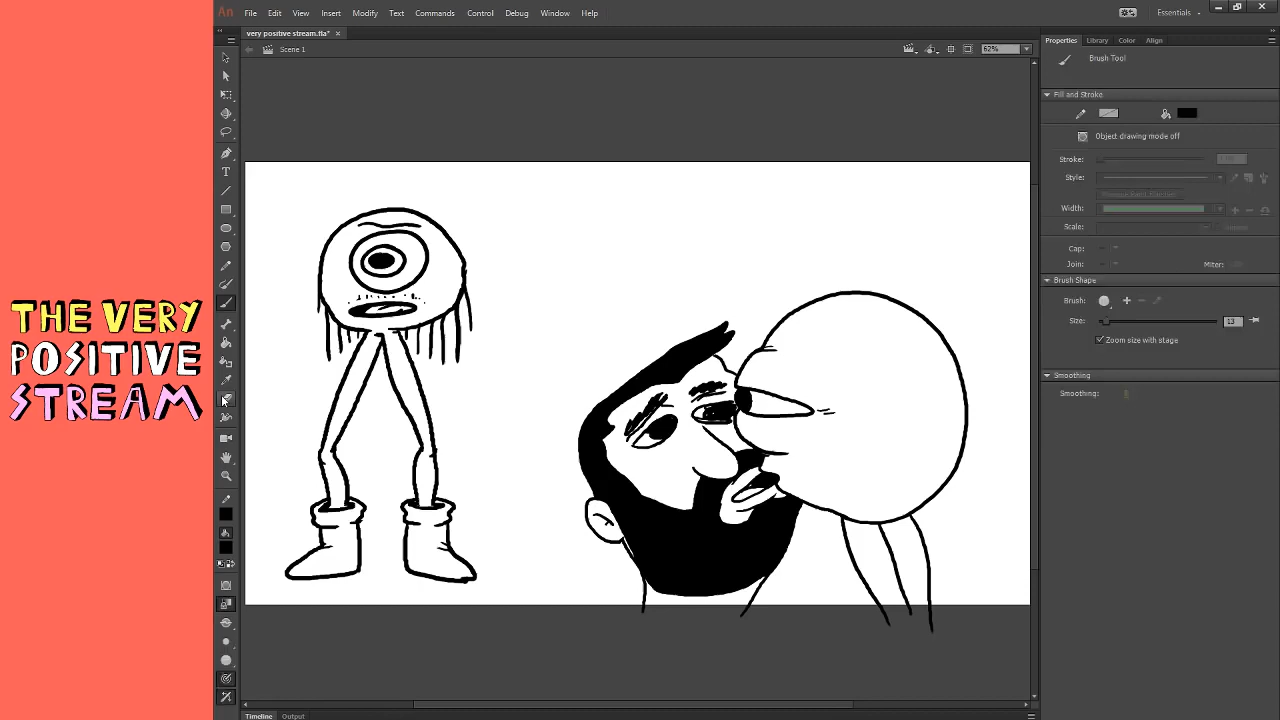 An File Edit View Insert Modify Text Commands Control Debug Window Help Essentials
very positive stream.fla*
Scene 1
62%
Properties Library Color Align
Brush Tool
Fill and Stroke
Object drawing mode off
Stroke:
Style:
Width:
Scale:
Cap:
Join: Miter:
Brush Shape
Brush:
Size: 13
Zoom size with stage
Smoothing
Smoothing:
THE VERY
POSITIVE
STREAM
Timeline Output